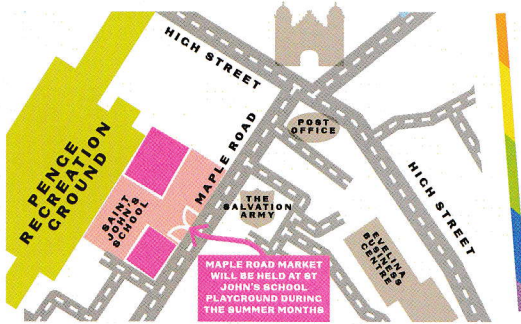 HIGH STREET
POST
OFFICE
MAPLE ROAD
PENGE
RECREATION
GROUND
SAINT
JOHN'S
SCHOOL
THE
SALVATION
ARMY
HIGH STREET
EVELINA
BUSINESS
CENTRE
MAPLE ROAD MARKET
WILL BE HELD AT ST
JOHN'S SCHOOL
PLAYGROUND DURING
THE SUMMER MONTHS